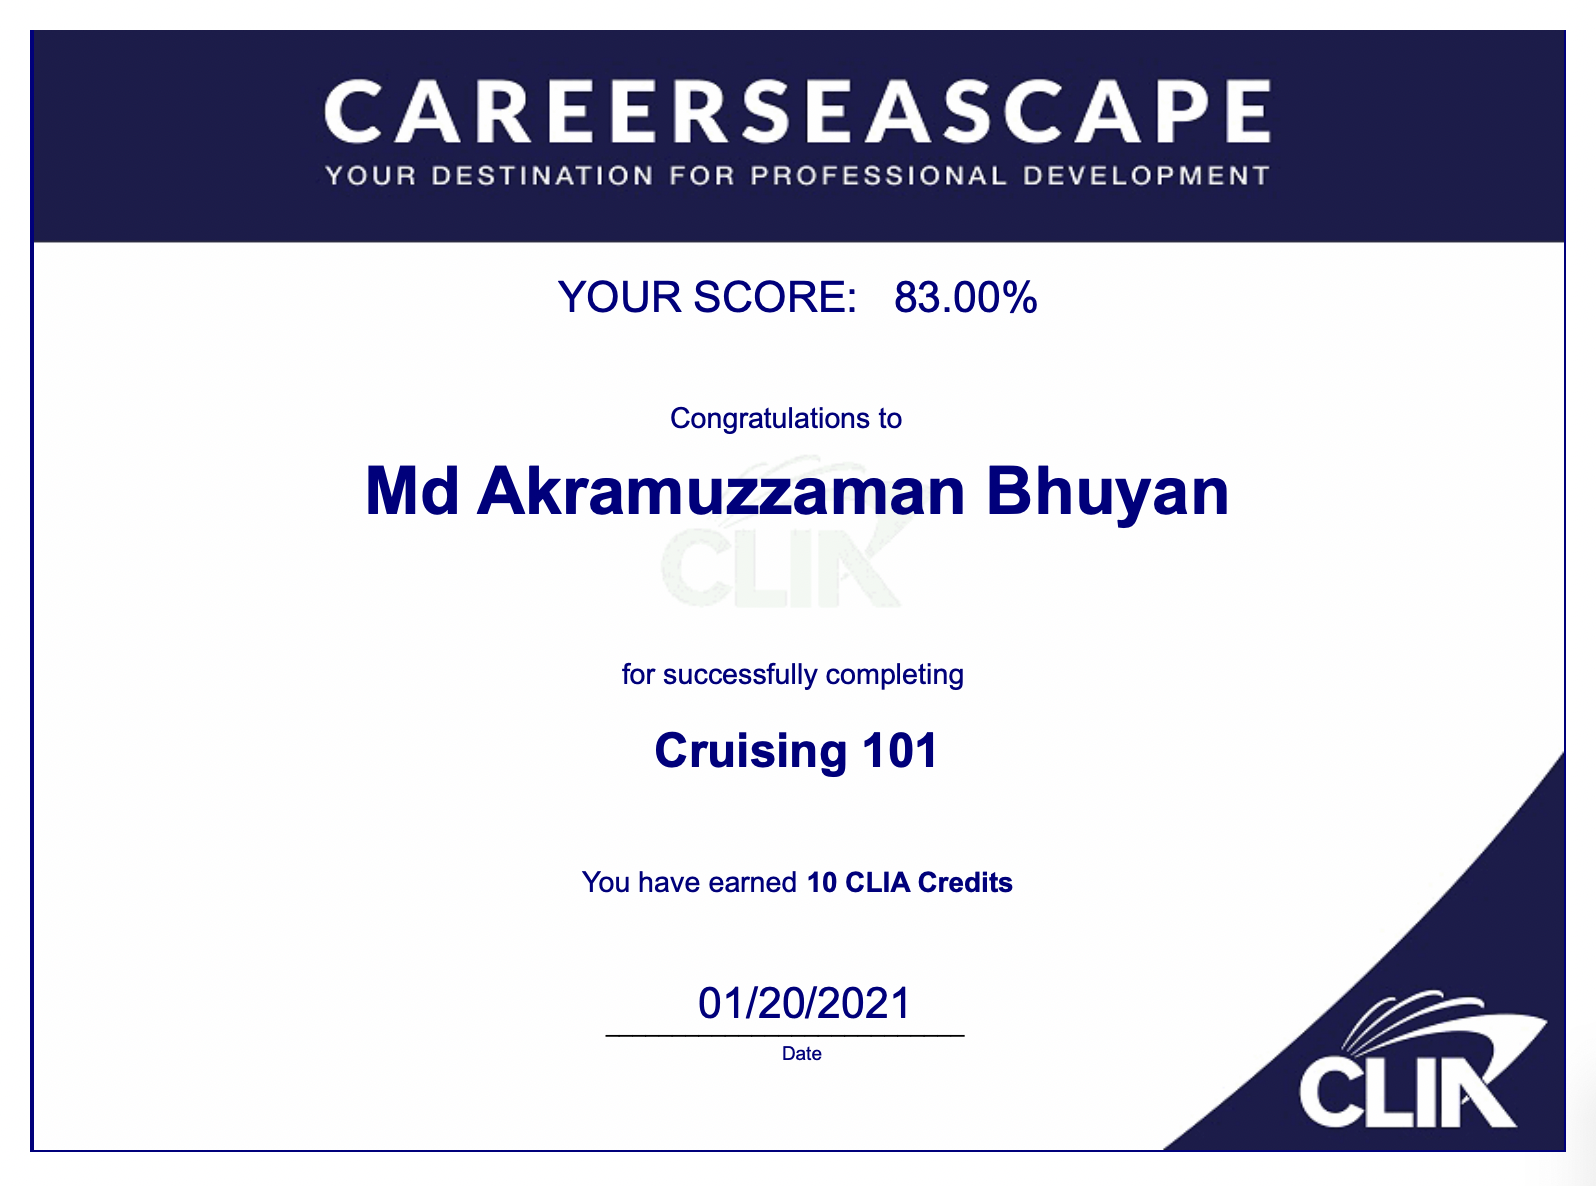 CAREERSEASCAPE
YOUR DESTINATION FOR PROFESSIONAL DEVELOPMENT
YOUR SCORE: 83.00%
Congratulations to
Md Akramuzzaman Bhuyan
CLIA
for successfully completing
Cruising 101
You have earned 10 CLIA Credits
01/20/2021
Date
CLIA